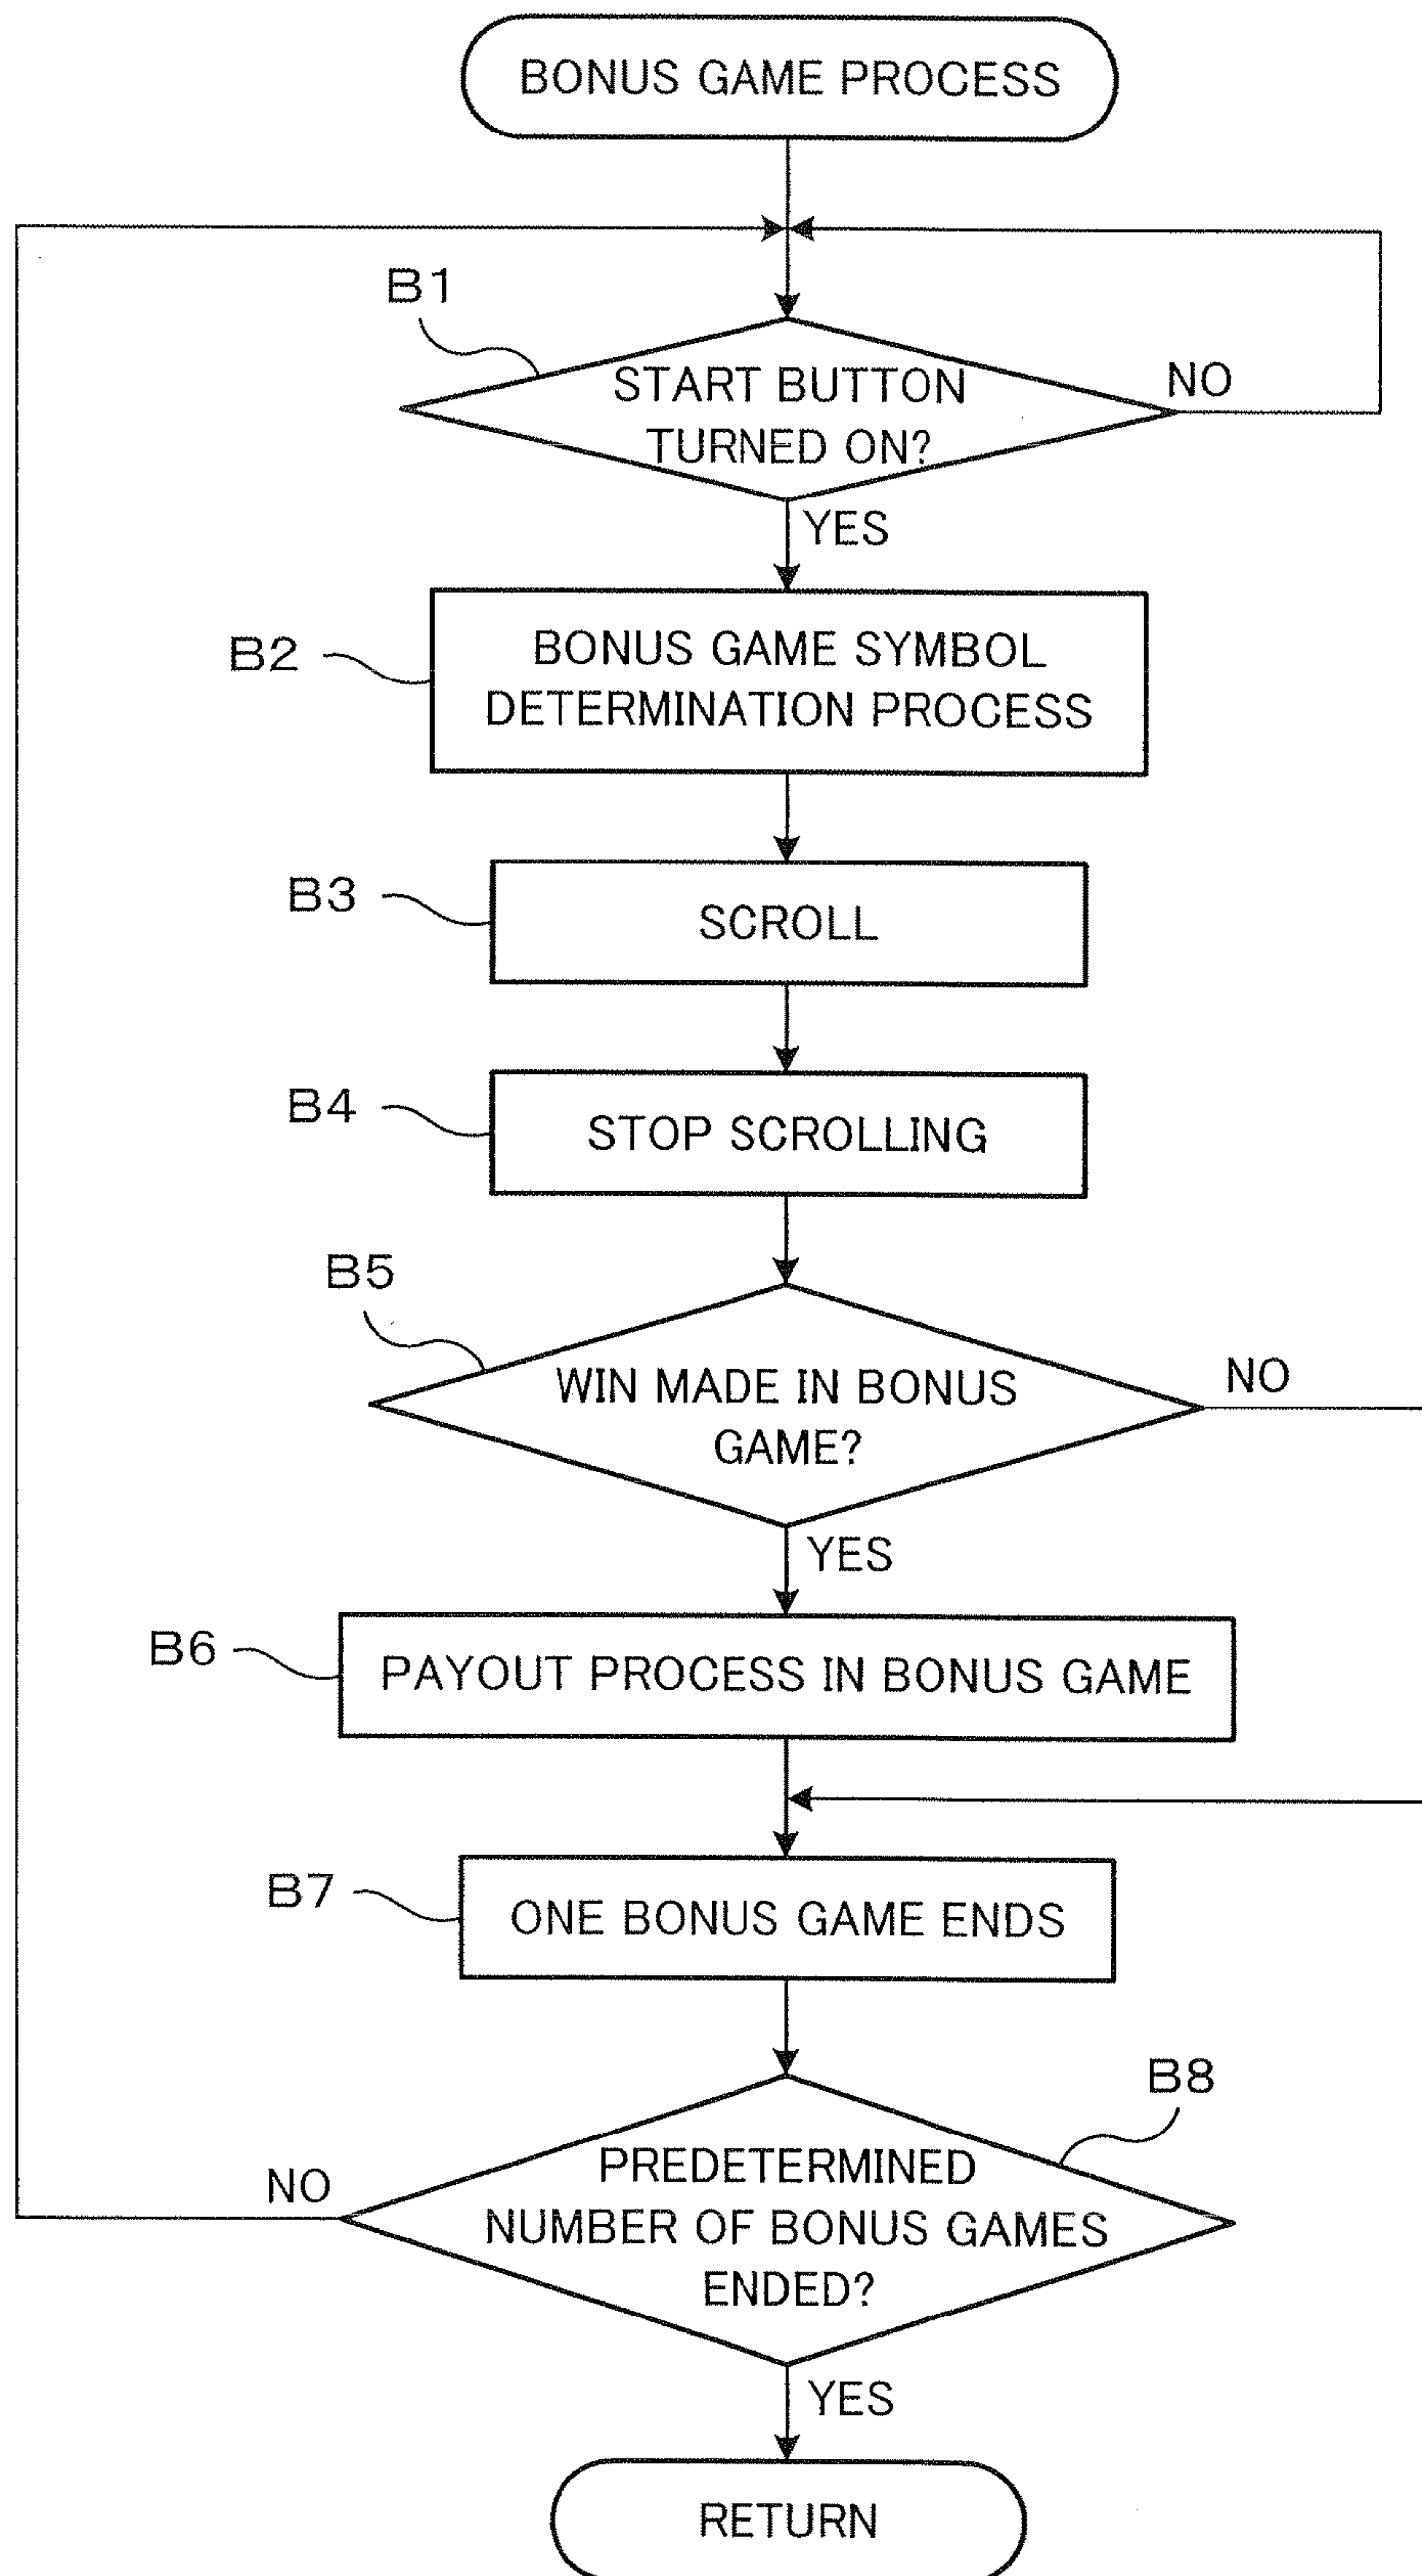 BONUS GAME PROCESS
B1
START BUTTON
TURNED ON?
NO
YES
B2
BONUS GAME SYMBOL
DETERMINATION PROCESS
B3
SCROLL
B4
STOP SCROLLING
B5
WIN MADE IN BONUS
GAME?
NO
YES
B6
PAYOUT PROCESS IN BONUS GAME
B7
ONE BONUS GAME ENDS
B8
PREDETERMINED
NUMBER OF BONUS GAMES
ENDED?
NO
YES
RETURN